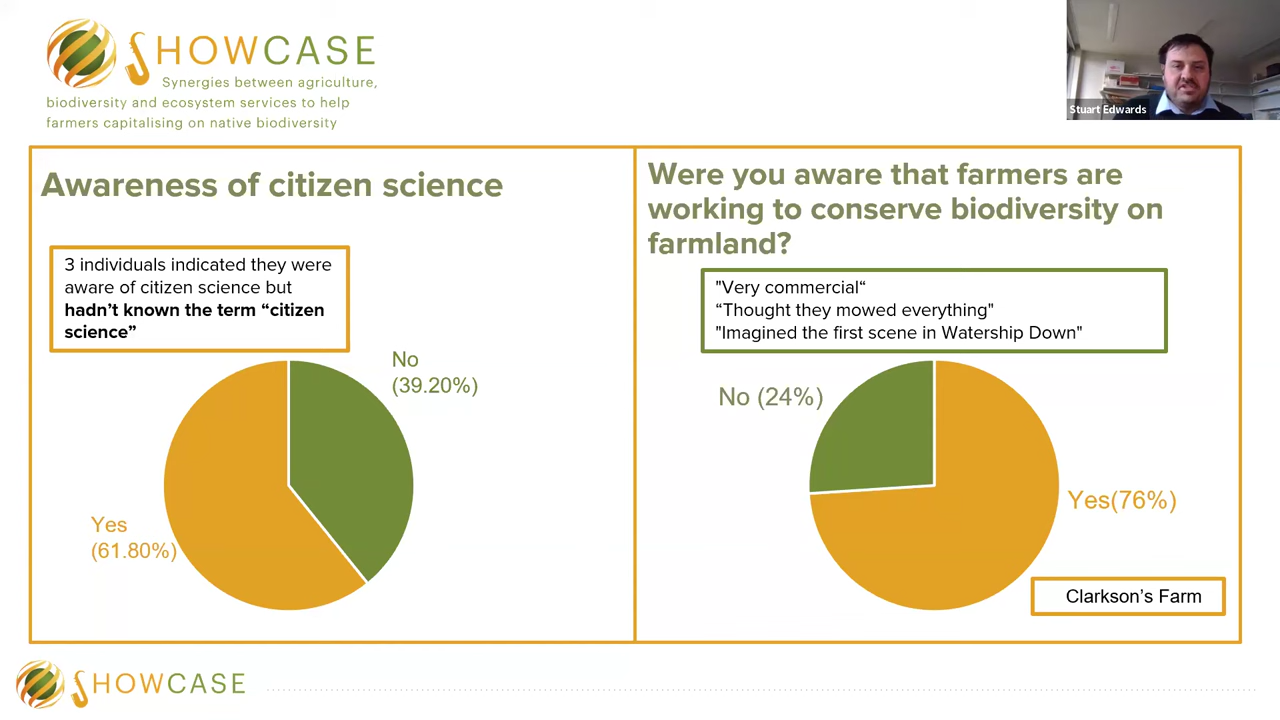 SHOWCASE
Synergies between agriculture,
biodiversity and ecosystem services to help
farmers capitalising on native biodiversity
Stuart Edwards
Awareness of citizen science
3 individuals indicated they were
aware of citizen science but
hadn’t known the term “citizen
science”
No
(39.20%)
Yes
(61.80%)
Were you aware that farmers are
working to conserve biodiversity on
farmland?
"Very commercial“
“Thought they mowed everything"
"Imagined the first scene in Watership Down"
No (24%)
Yes(76%)
Clarkson’s Farm
SHOWCASE